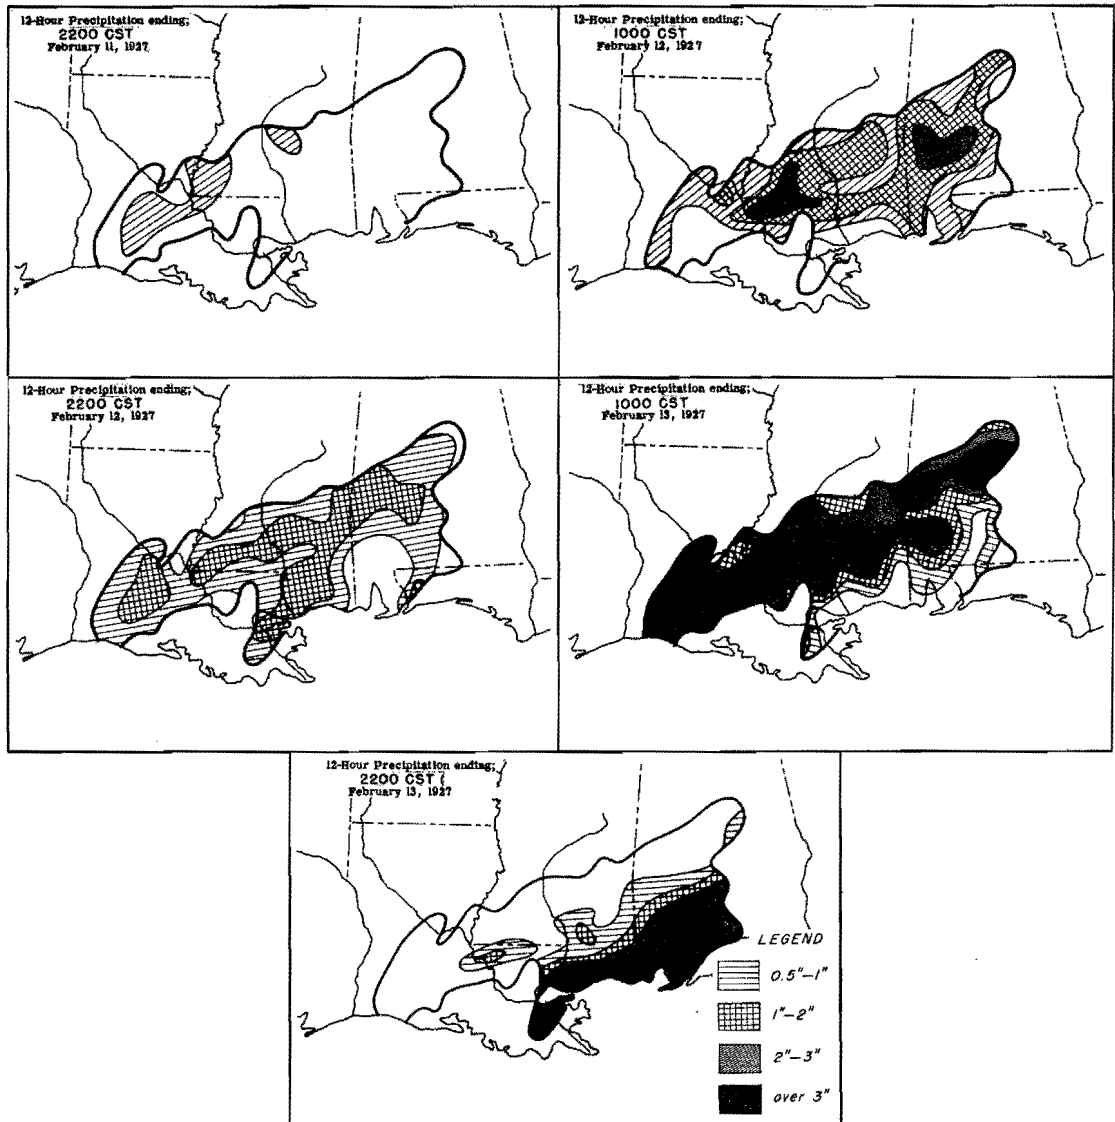 12-Hour Precipitation ending;
2200 CST
February 11, 1927
12-Hour Precipitation ending;
1000 CST
February 12, 1927
12-Hour Precipitation ending;
2200 CST
February 12, 1927
12-Hour Precipitation ending;
1000 CST
February 13, 1927
12-Hour Precipitation ending;
2200 CST
February 13, 1927
LEGEND
0.5"-1"
1"-2"
2"-3"
over 3"